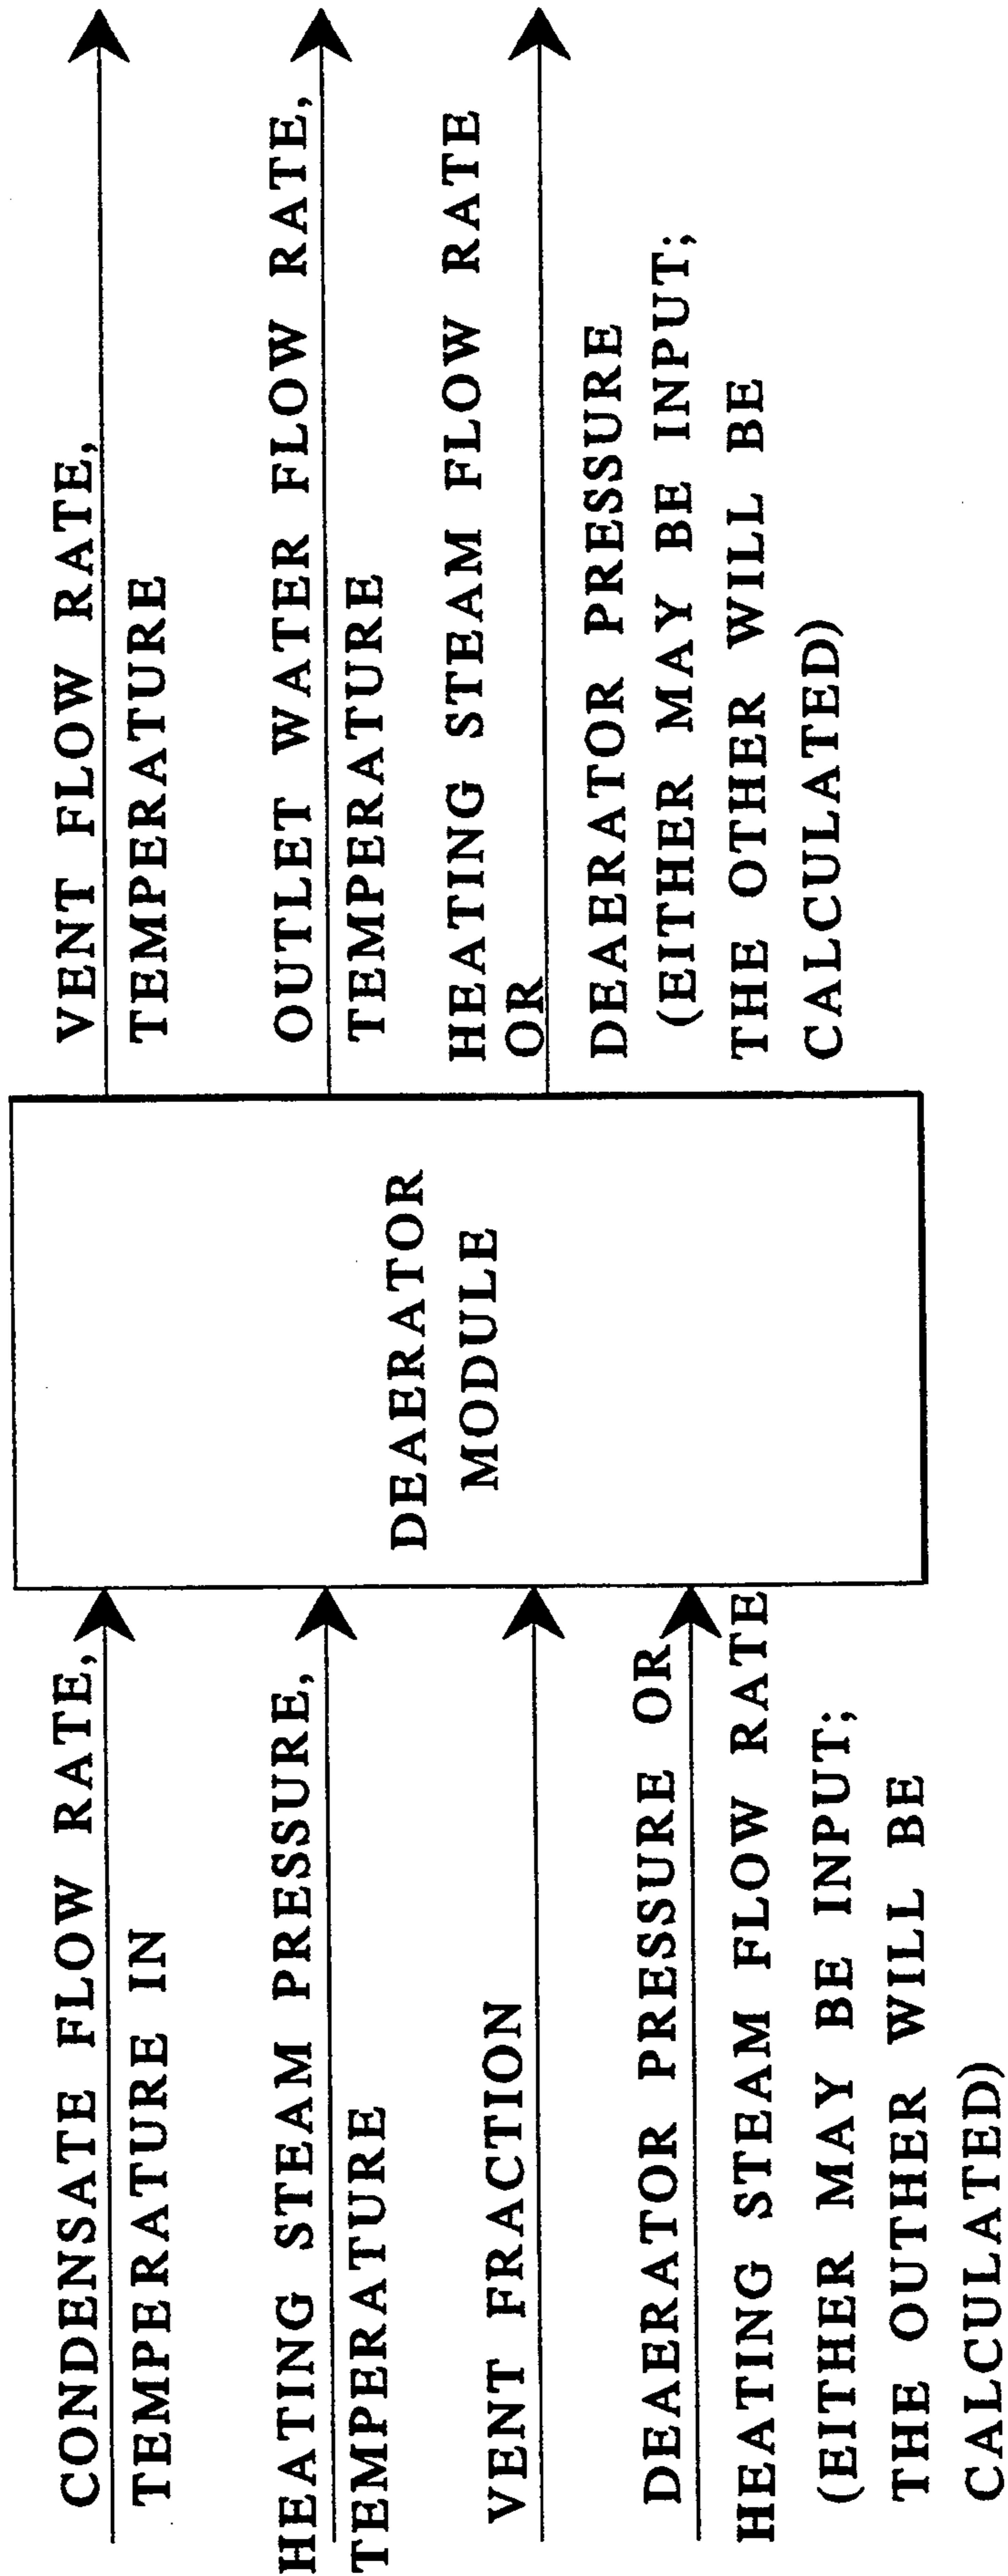 CONDENSATE FLOW RATE,
TEMPERATURE IN
HEATING STEAM PRESSURE,
TEMPERATURE
VENT FRACTION
DEAERATOR PRESSURE OR
HEATING STEAM FLOW RATE
(EITHER MAY BE INPUT;
THE OUTHER WILL BE
CALCULATED)
DEAERATOR
MODULE
VENT FLOW RATE,
TEMPERATURE
OUTLET WATER FLOW RATE,
TEMPERATURE
HEATING STEAM FLOW RATE
OR
DEAERATOR PRESSURE
(EITHER MAY BE INPUT;
THE OTHER WILL BE
CALCULATED)